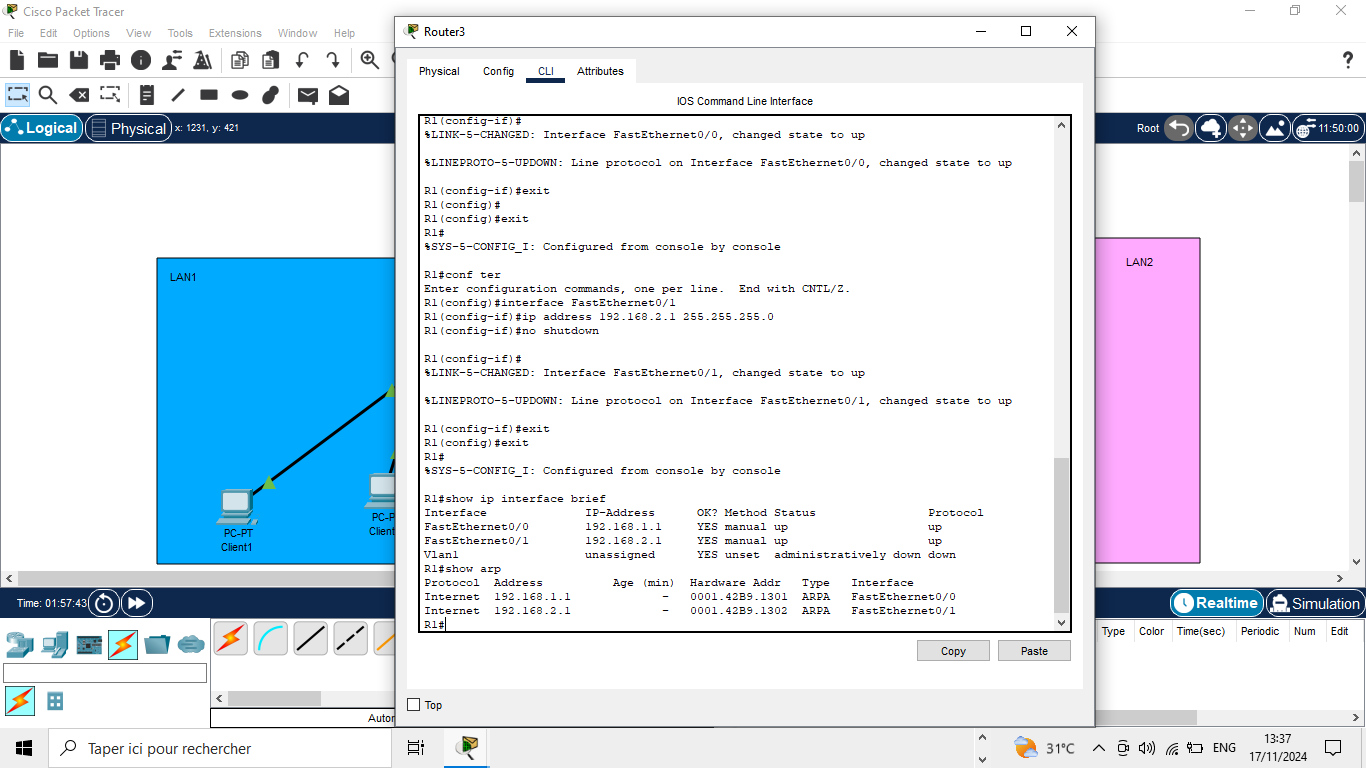 Cisco Packet Tracer
File Edit Options View Tools Extensions Window Help
Logical Physical x: 1231, y: 421
Root 11:50:00
LAN1
PC-PT
Client1
PC-P
Client
LAN2
Router3
Physical Config CLI Attributes
IOS Command Line Interface
R1(config-if)#
%LINK-5-CHANGED: Interface FastEthernet0/0, changed state to up
%LINEPROTO-5-UPDOWN: Line protocol on Interface FastEthernet0/0, changed state to up
R1(config-if)#exit
R1(config)#
R1(config)#exit
R1#
%SYS-5-CONFIG_I: Configured from console by console
R1#conf ter
Enter configuration commands, one per line.  End with CNTL/Z.
R1(config)#interface FastEthernet0/1
R1(config-if)#ip address 192.168.2.1 255.255.255.0
R1(config-if)#no shutdown
R1(config-if)#
%LINK-5-CHANGED: Interface FastEthernet0/1, changed state to up
%LINEPROTO-5-UPDOWN: Line protocol on Interface FastEthernet0/1, changed state to up
R1(config-if)#exit
R1(config)#exit
R1#
%SYS-5-CONFIG_I: Configured from console by console
R1#show ip interface brief
Interface IP-Address OK? Method Status Protocol
FastEthernet0/0 192.168.1.1 YES manual up up
FastEthernet0/1 192.168.2.1 YES manual up up
Vlan1 unassigned YES unset administratively down down
R1#show arp
Protocol Address Age (min) Hardware Addr Type Interface
Internet 192.168.1.1 - 0001.42B9.1301 ARPA FastEthernet0/0
Internet 192.168.2.1 - 0001.42B9.1302 ARPA FastEthernet0/1
R1#
Copy Paste
Top
Time: 01:57:43
Realtime Simulation
Type Color Time(sec) Periodic Num Edit
Autor
Taper ici pour rechercher
31°C
ENG
13:37
17/11/2024